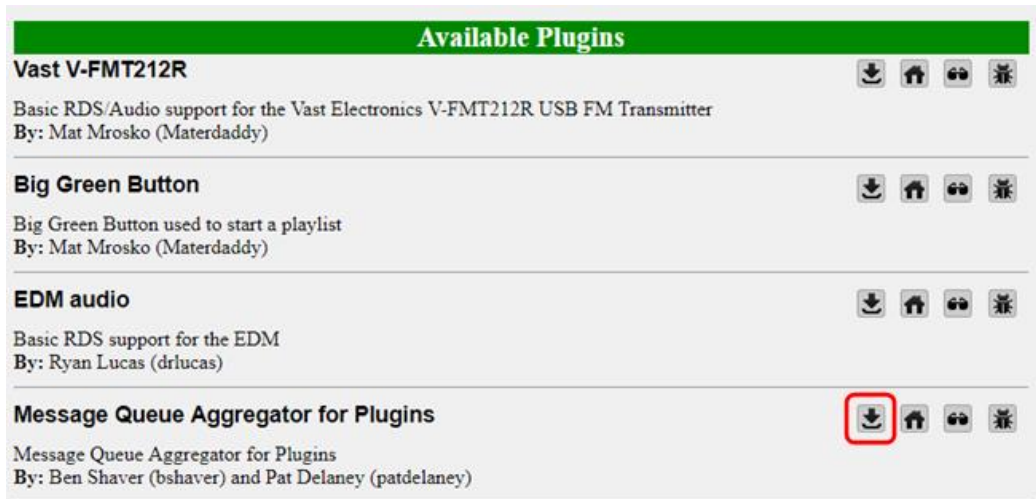 Available Plugins
Vast V-FMT212R
Basic RDS/Audio support for the Vast Electronics V-FMT212R USB FM Transmitter
By: Mat Mrosko (Materdaddy)
Big Green Button
Big Green Button used to start a playlist
By: Mat Mrosko (Materdaddy)
EDM audio
Basic RDS support for the EDM
By: Ryan Lucas (drlucas)
Message Queue Aggregator for Plugins
Message Queue Aggregator for Plugins
By: Ben Shaver (bshaver) and Pat Delaney (patdelaney)